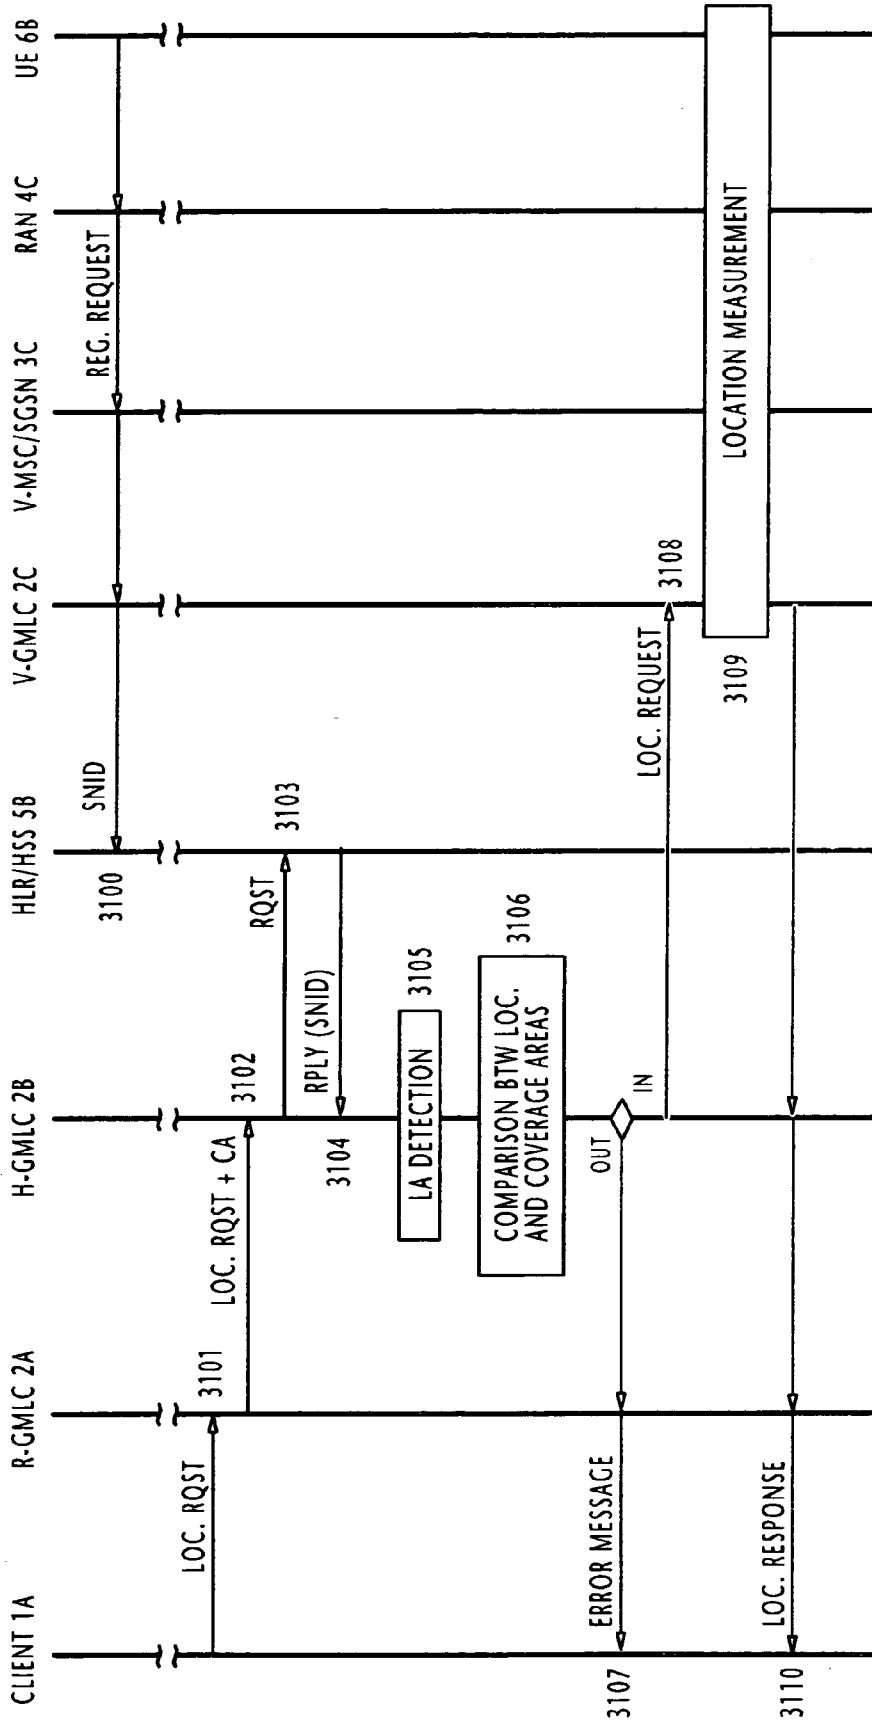 CLIENT 1A
R-GMLC 2A
H-GMLC 2B
HLR/HSS 5B
V-GMLC 2C
V-MSC/SGSN 3C
RAN 4C
UE 6B
3100
SNID
REG. REQUEST
LOC. RQST
3101
LOC. RQST + CA
3102
RQST
3103
3104
RPLY (SNID)
LA DETECTION
3105
COMPARISON BTW LOC.
AND COVERAGE AREAS
3106
3107
ERROR MESSAGE
OUT
IN
LOC. REQUEST
3108
3109
LOCATION MEASUREMENT
3110
LOC. RESPONSE